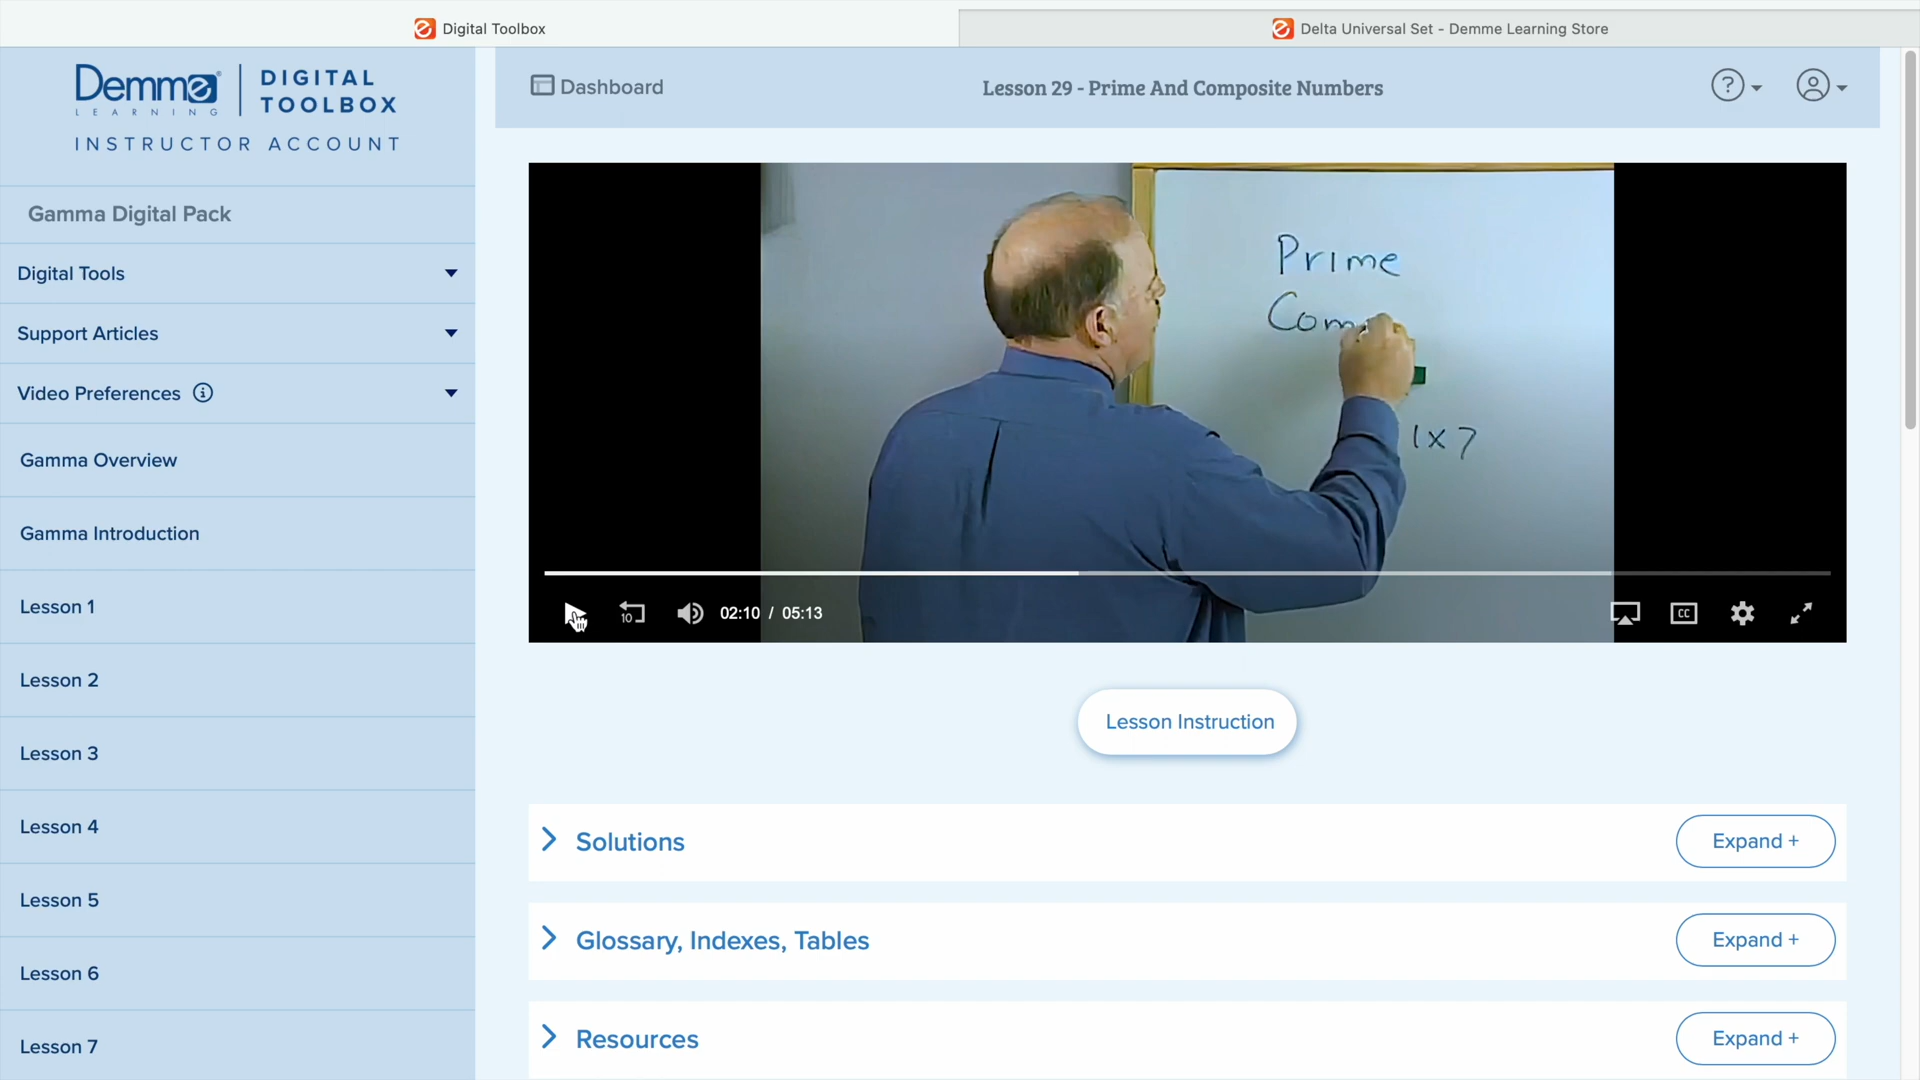 Digital Toolbox
Delta Universal Set - Demme Learning Store
Demme LEARNING
DIGITAL TOOLBOX
INSTRUCTOR ACCOUNT
Dashboard
Lesson 29 - Prime And Composite Numbers
Gamma Digital Pack
Digital Tools
Support Articles
Video Preferences
Gamma Overview
Gamma Introduction
Lesson 1
Lesson 2
Lesson 3
Lesson 4
Lesson 5
Lesson 6
Lesson 7
Prime
Com
1x7
10
02:10 / 05:13
CC
Lesson Instruction
Solutions
Expand +
Glossary, Indexes, Tables
Expand +
Resources
Expand +